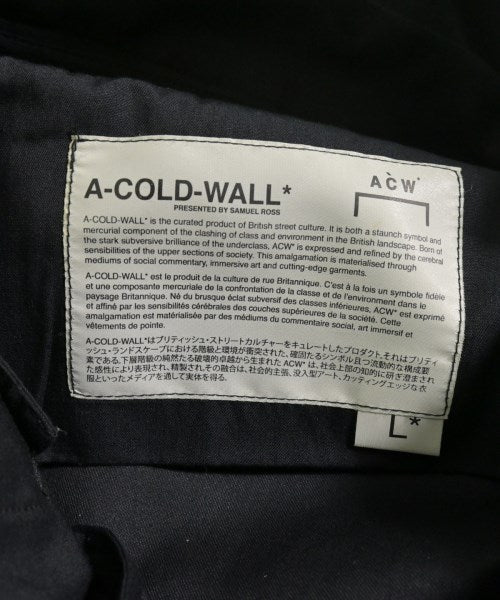 A-COLD-WALL*
PRESENTED BY SAMUEL ROSS
ACW*
A-COLD-WALL* is the curated product of British street culture. It is both a staunch symbol and
mercurial component of the clashing of class and environment in the British landscape. Born of
the stark subversive brilliance of the underclass, ACW* is expressed and refined by the cerebral
sensibilities of the upper sections of society. This amalgamation is materialised through
mediums of social commentary, immersive art and cutting-edge garments.
A-COLD-WALL* est le produit de la culture de rue Britannique. C'est à la fois un symbole fidèle
et une composante mercuriale de la confrontation de la classe et de l'environment dans le
paysage Britannique. Né du brusque éclat subversif des classes inférieures, ACW* est exprimé
et affiné par les sensibilités cérébrales des couches supérieures de la société. Cette
amalgamation est matérialisé par des médiums du commentaire social, art immersif et
vêtements de pointe.
A-COLD-WALL*はブリティッシュ・ストリートカルチャーをキュレートしたプロダクト。それはブリティ
ッシュ・ランドスケープにおける階級と環境が衝突された、確固たるシンボル且つ流動的な構成要
素である。下層階級の純然たる破壊的卓越から生まれた ACW* は、社会上部の知的に研ぎ澄まされ
た感性により表現され、精製されその融合は、社会的主張、没入型アート、カッティングエッジな衣
服といったメディアを通して実体を得る。
L*